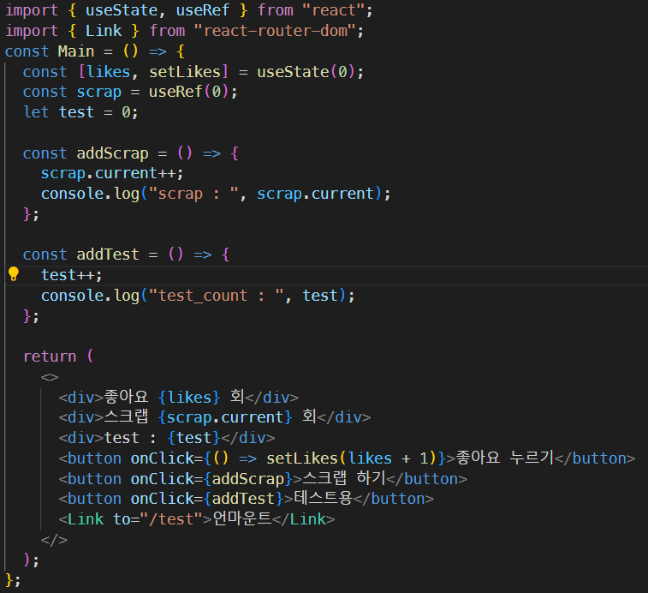 import { useState, useRef } from "react";
import { Link } from "react-router-dom";
const Main = () => {
  const [likes, setLikes] = useState(0);
  const scrap = useRef(0);
  let test = 0;

  const addScrap = () => {
    scrap.current++;
    console.log("scrap : ", scrap.current);
  };

  const addTest = () => {
    test++;
    console.log("test_count : ", test);
  };

  return (
    <>
      <div>좋아요 {likes} 회</div>
      <div>스크랩 {scrap.current} 회</div>
      <div>test : {test}</div>
      <button onClick={() => setLikes(likes + 1)}>좋아요 누르기</button>
      <button onClick={addScrap}>스크랩 하기</button>
      <button onClick={addTest}>테스트용</button>
      <Link to="/test">언마운트</Link>
    </>
  );
};